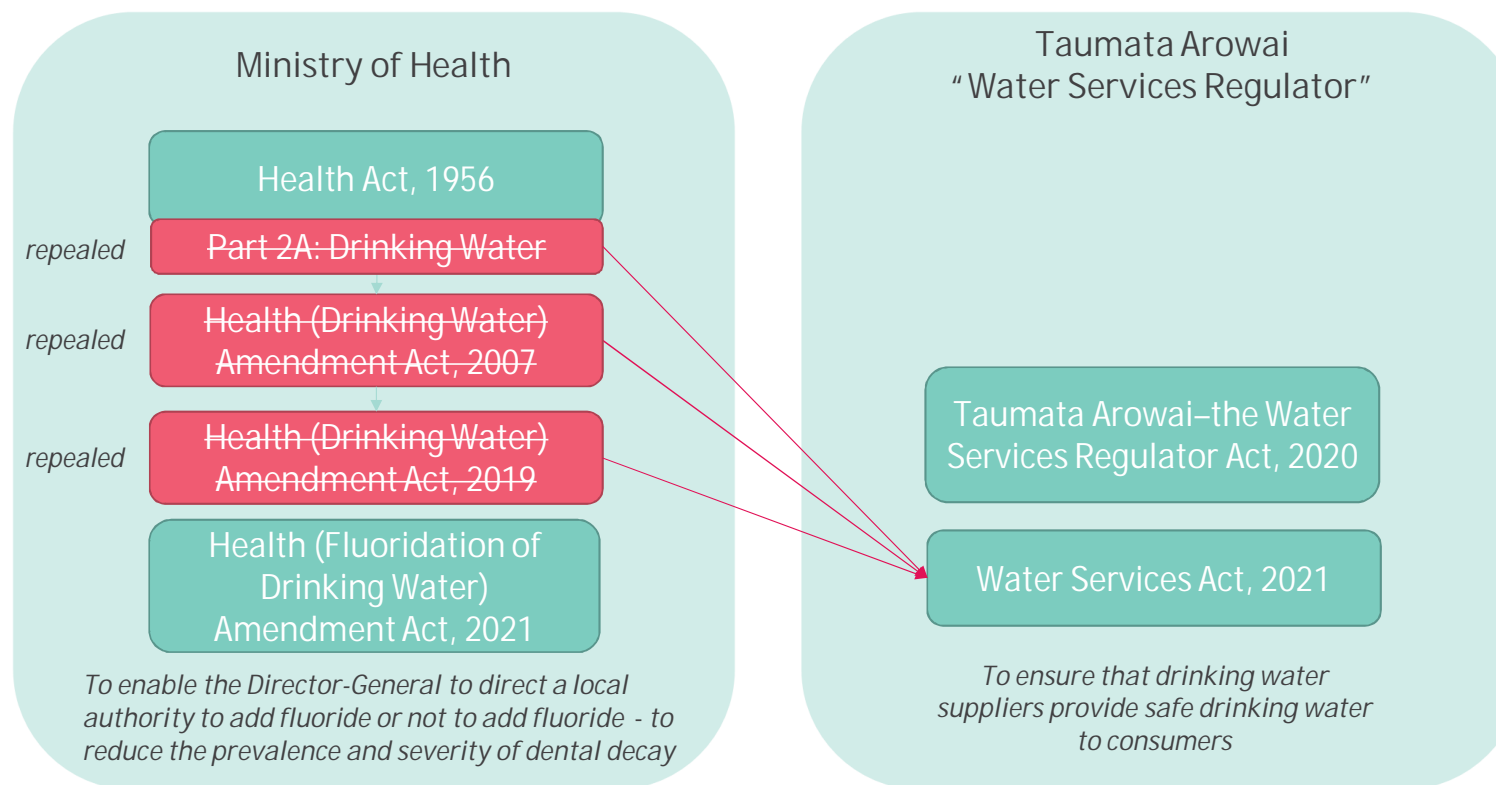 Ministry of Health
Health Act, 1956
repealed
Part 2A: Drinking Water
repealed
Health (Drinking Water)
Amendment Act, 2007
repealed
Health (Drinking Water)
Amendment Act, 2019
Health (Fluoridation of
Drinking Water)
Amendment Act, 2021
To enable the Director-General to direct a local
authority to add fluoride or not to add fluoride - to
reduce the prevalence and severity of dental decay
Taumata Arowai
“Water Services Regulator”
Taumata Arowai–the Water
Services Regulator Act, 2020
Water Services Act, 2021
To ensure that drinking water
suppliers provide safe drinking water
to consumers